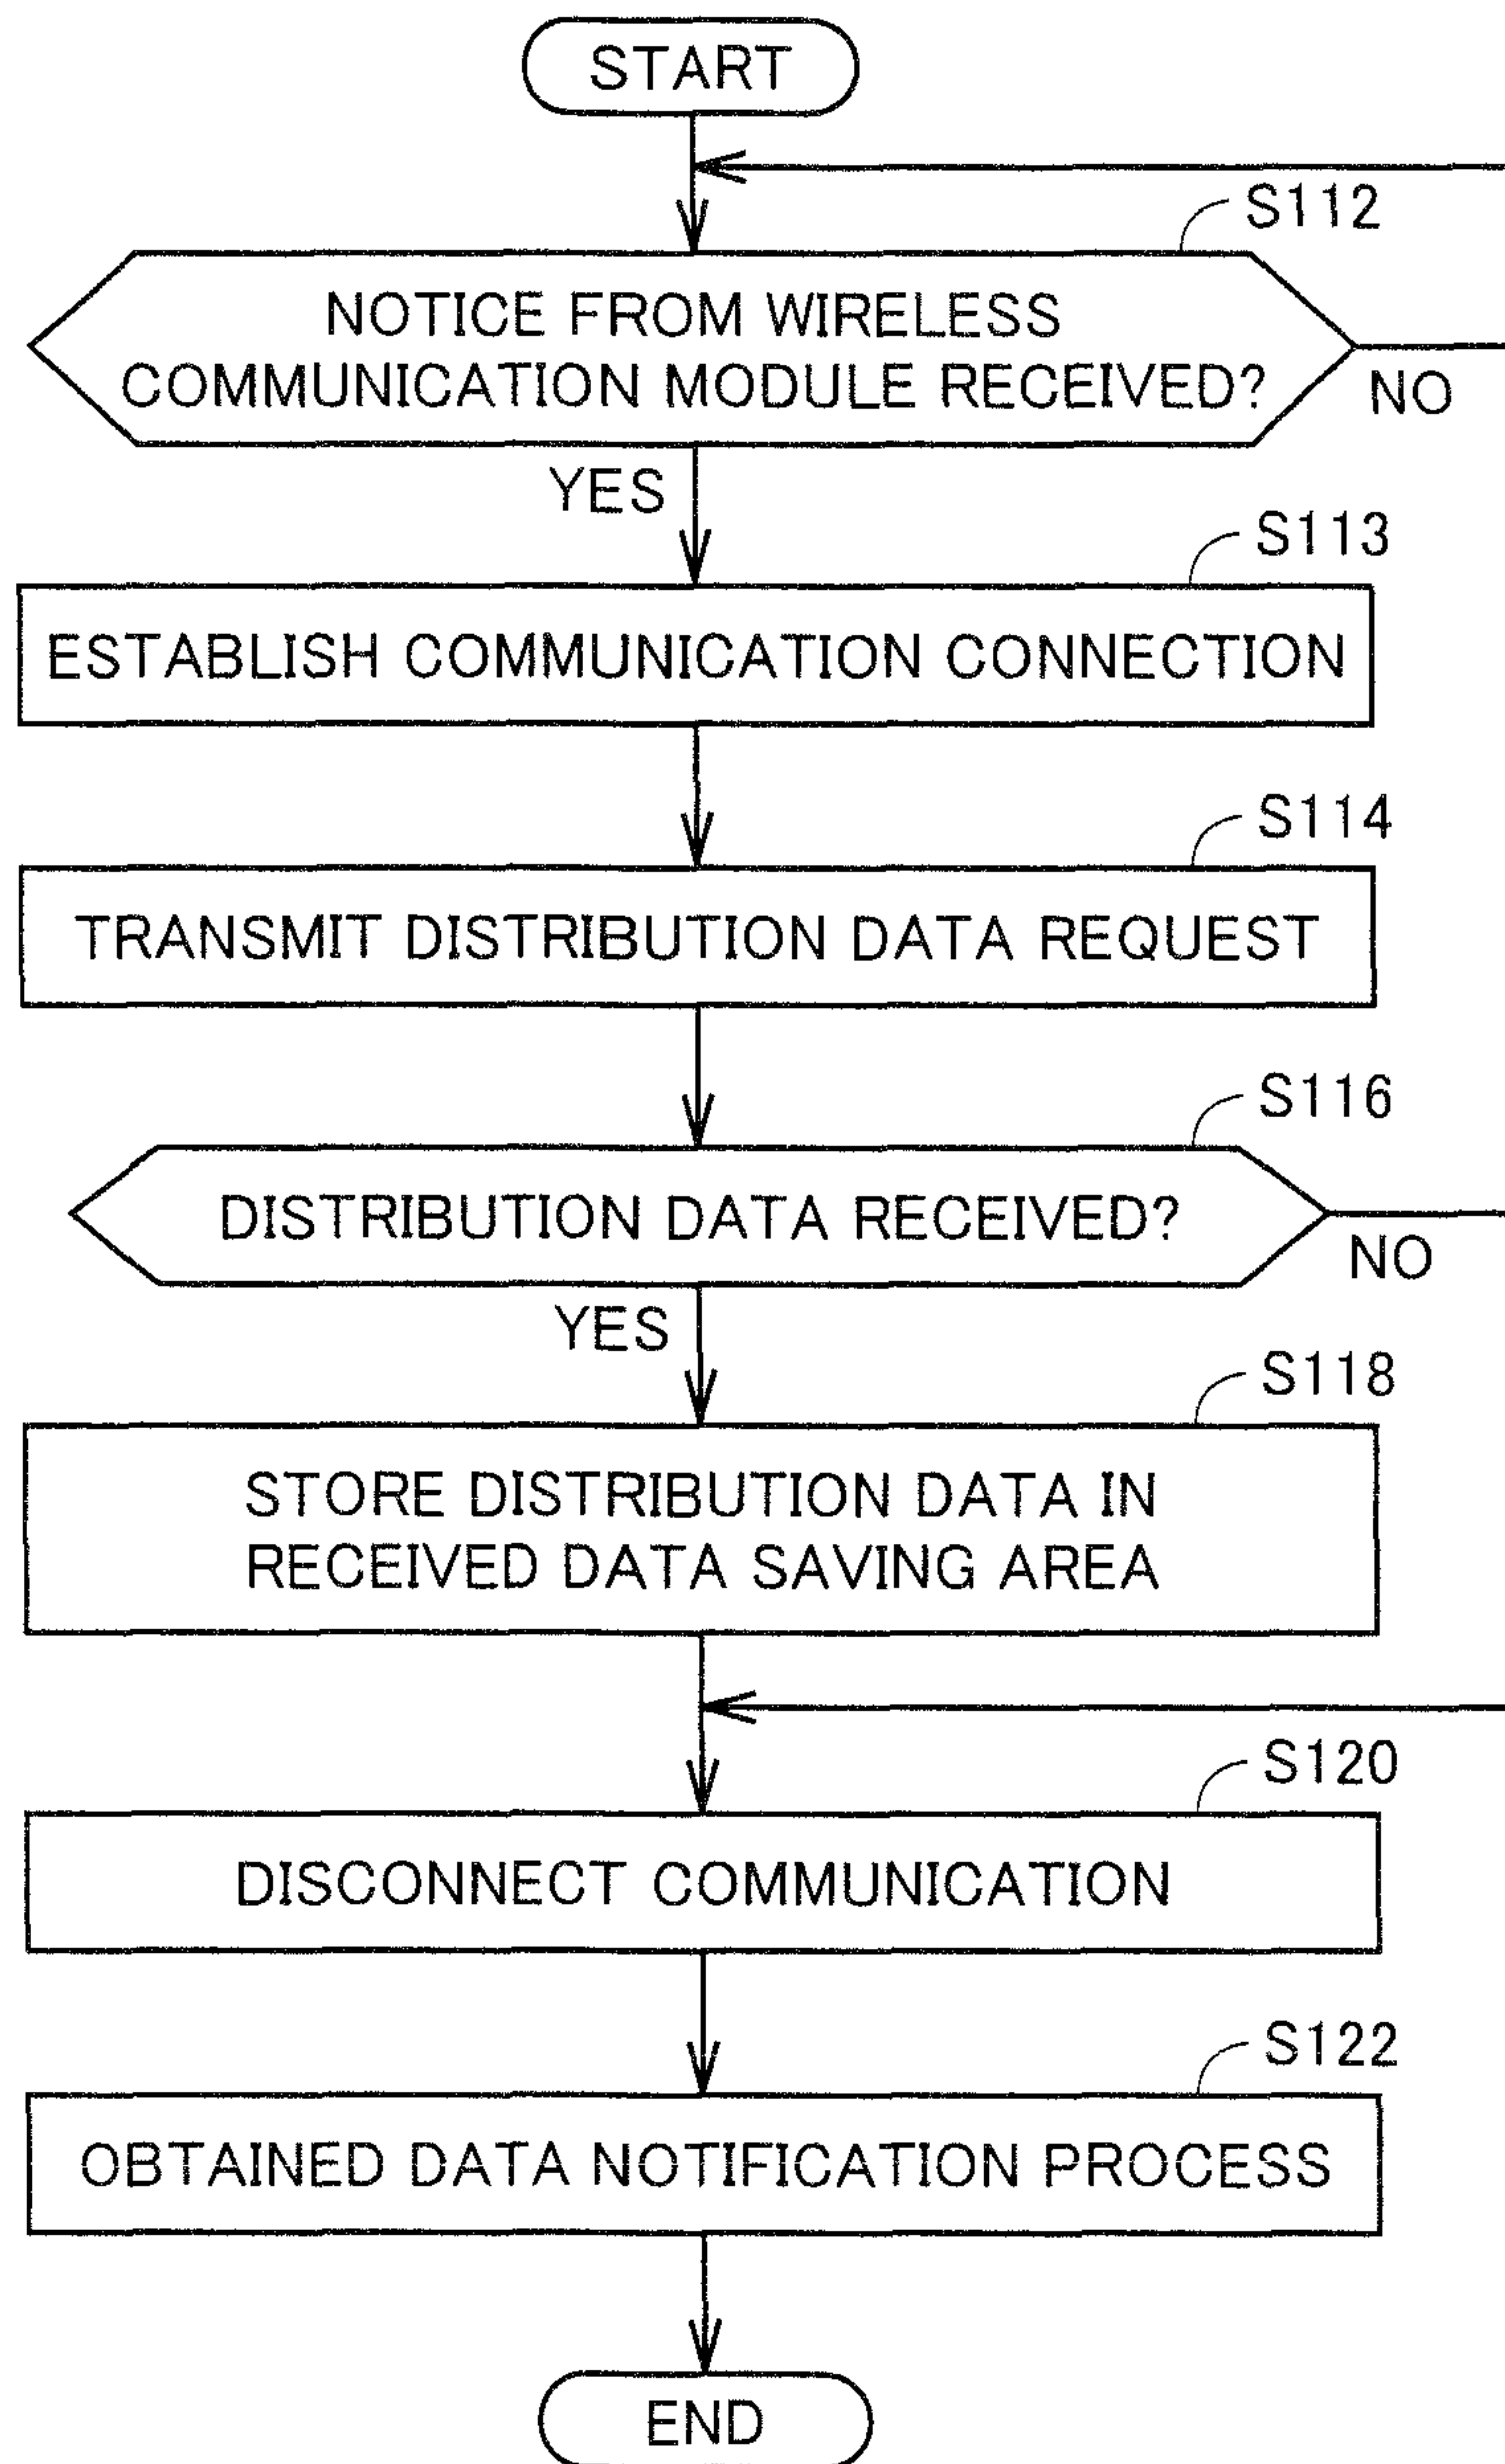 START
S112
NOTICE FROM WIRELESS
COMMUNICATION MODULE RECEIVED?
NO
YES
S113
ESTABLISH COMMUNICATION CONNECTION
S114
TRANSMIT DISTRIBUTION DATA REQUEST
S116
DISTRIBUTION DATA RECEIVED?
NO
YES
S118
STORE DISTRIBUTION DATA IN
RECEIVED DATA SAVING AREA
S120
DISCONNECT COMMUNICATION
S122
OBTAINED DATA NOTIFICATION PROCESS
END